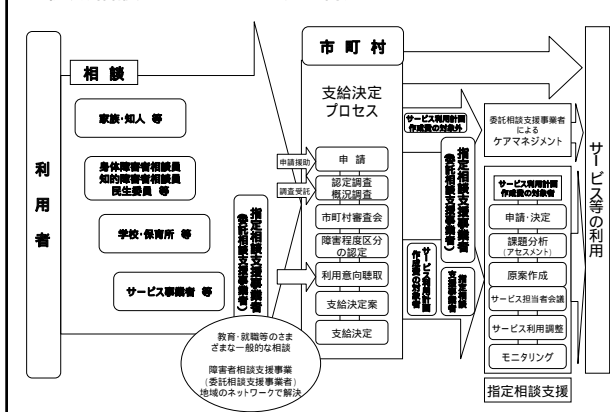 利用者
相 談
家族・知人 等
身体障害者相談員
知的障害者相談員
民生委員 等
学校・保育所 等
サービス事業者 等
指定相談支援事業者
(委託相談支援事業者)
教育・就職等のさま
ざまな一般的な相談
障害者相談支援事業
(委託相談支援事業者)
地域のネットワークで解決
申請援助
調査受託
市 町 村
支給決定
プロセス
申 請
認定調査
概況調査
市町村審査会
障害程度区分
の認定
利用意向聴取
支給決定案
支給決定
サービス利用計画
作成費の対象外
指定相談支援事業者
(委託相談支援事業者)
サービス利用計画
作成費の対象者
指定相談
支援事業者
委託相談支援事業者
による
ケアマネジメント
サービス利用計画
作成費の対象者
申請・決定
課題分析
(アセスメント)
原案作成
サービス担当者会議
サービス利用調整
モニタリング
指定相談支援
サービス等の利用